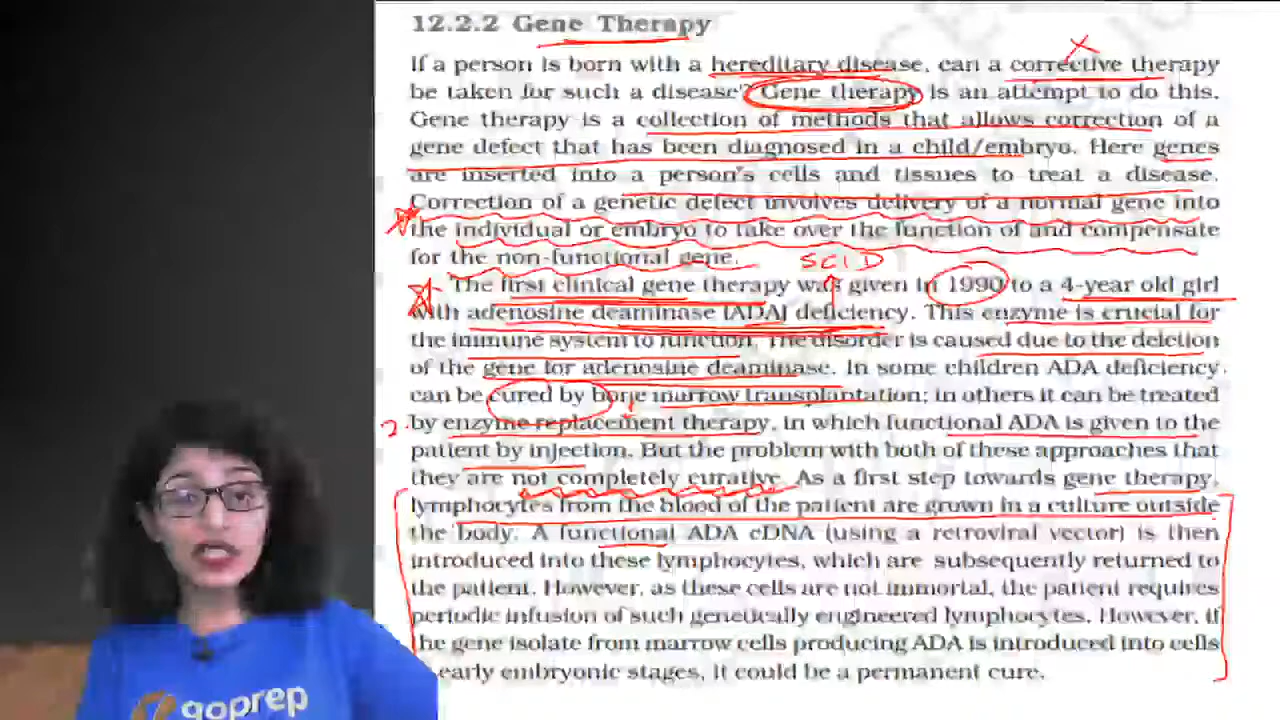 12.2.2 Gene Therapy
If a person is born with a hereditary disease, can a corrective therapy
be taken for such a disease? Gene therapy is an attempt to do this.
Gene therapy is a collection of methods that allows correction of a
gene defect that has been diagnosed in a child/embryo. Here genes
are inserted into a person's cells and tissues to treat a disease.
Correction of a genetic defect involves delivery of a normal gene into
the individual or embryo to take over the function of and compensate
for the non-functional gene.
SCID
The first clinical gene therapy was given in 1990 to a 4-year old girl
with adenosine deaminase (ADA) deficiency. This enzyme is crucial for
the immune system to function. The disorder is caused due to the deletion
of the gene for adenosine deaminase. In some children ADA deficiency
can be cured by bone marrow transplantation; in others it can be treated
2. by enzyme replacement therapy, in which functional ADA is given to the
patient by injection. But the problem with both of these approaches that
they are not completely curative. As a first step towards gene therapy,
lymphocytes from the blood of the patient are grown in a culture outside
the body. A functional ADA cDNA (using a retroviral vector) is then
introduced into these lymphocytes, which are subsequently returned to
the patient. However, as these cells are not immortal, the patient requires
periodic infusion of such genetically engineered lymphocytes. However, if
the gene isolate from marrow cells producing ADA is introduced into cells
early embryonic stages, it could be a permanent cure.
goprep